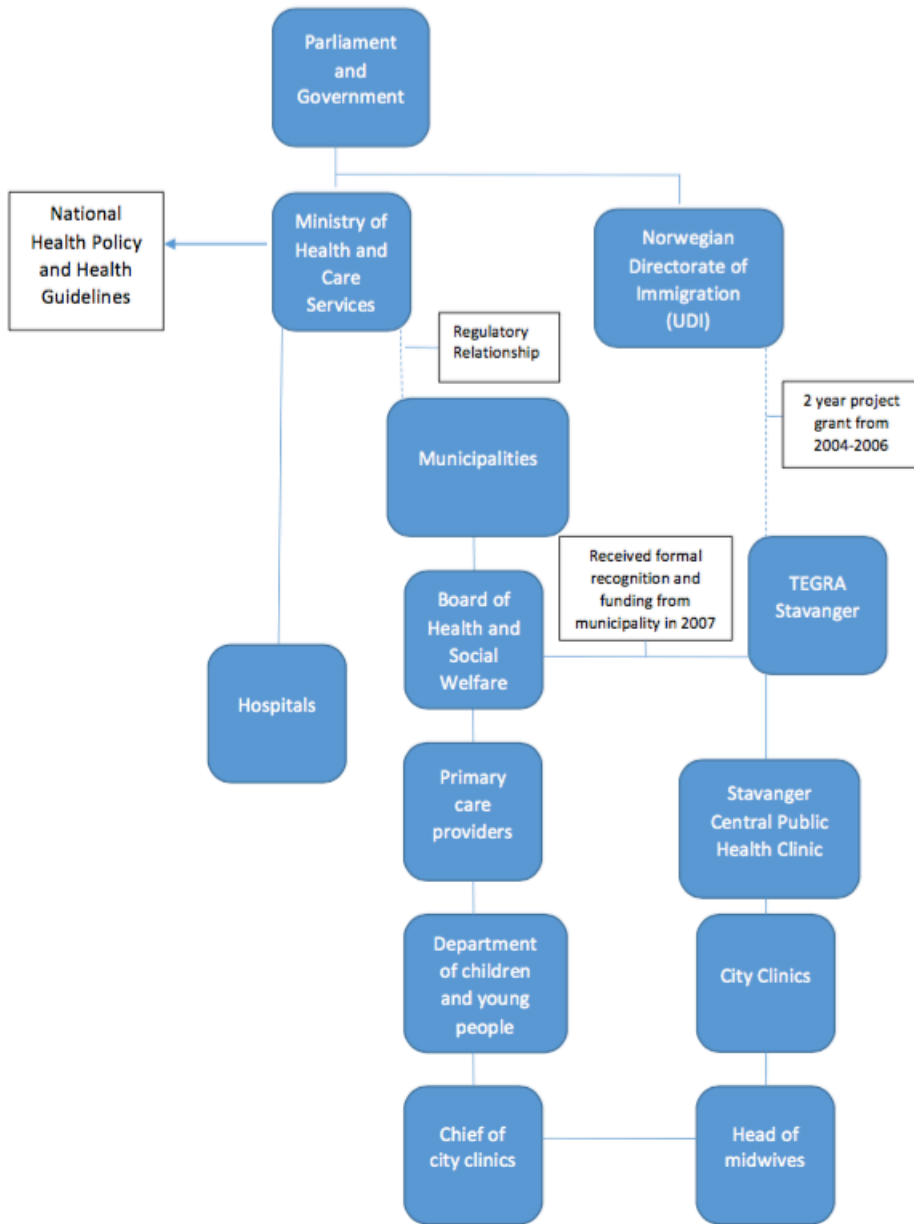 Parliament
and
Government
National
Health Policy
and Health
Guidelines
Ministry of
Health and
Care
Services
Norwegian
Directorate of
Immigration
(UDI)
Regulatory
Relationship
2 year project
grant from
2004-2006
Municipalities
Received formal
recognition and
funding from
municipality in 2007
TEGRA
Stavanger
Board of
Health and
Social
Welfare
Hospitals
Primary
care
providers
Stavanger
Central Public
Health Clinic
Department
of children
and young
people
City Clinics
Chief of
city clinics
Head of
midwives